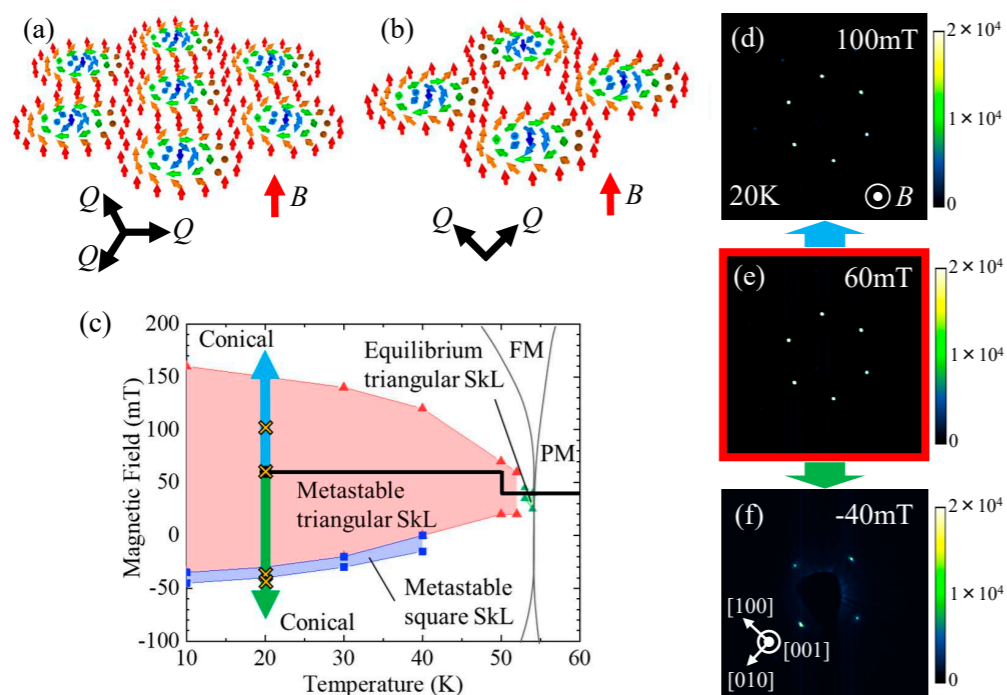 (a)
(b)
Q
Q
Q
B
Q
Q
B
(c)
200
150
100
50
0
-50
-100
Magnetic Field (mT)
10
20
30
40
50
60
Temperature (K)
Conical
Equilibrium
triangular SkL
FM
PM
Metastable
triangular SkL
Metastable
square SkL
Conical
(d)
100mT
20K
B
2 × 10⁴
1 × 10⁴
0
(e)
60mT
2 × 10⁴
1 × 10⁴
0
(f)
-40mT
[100]
[001]
[010]
2 × 10⁴
1 × 10⁴
0